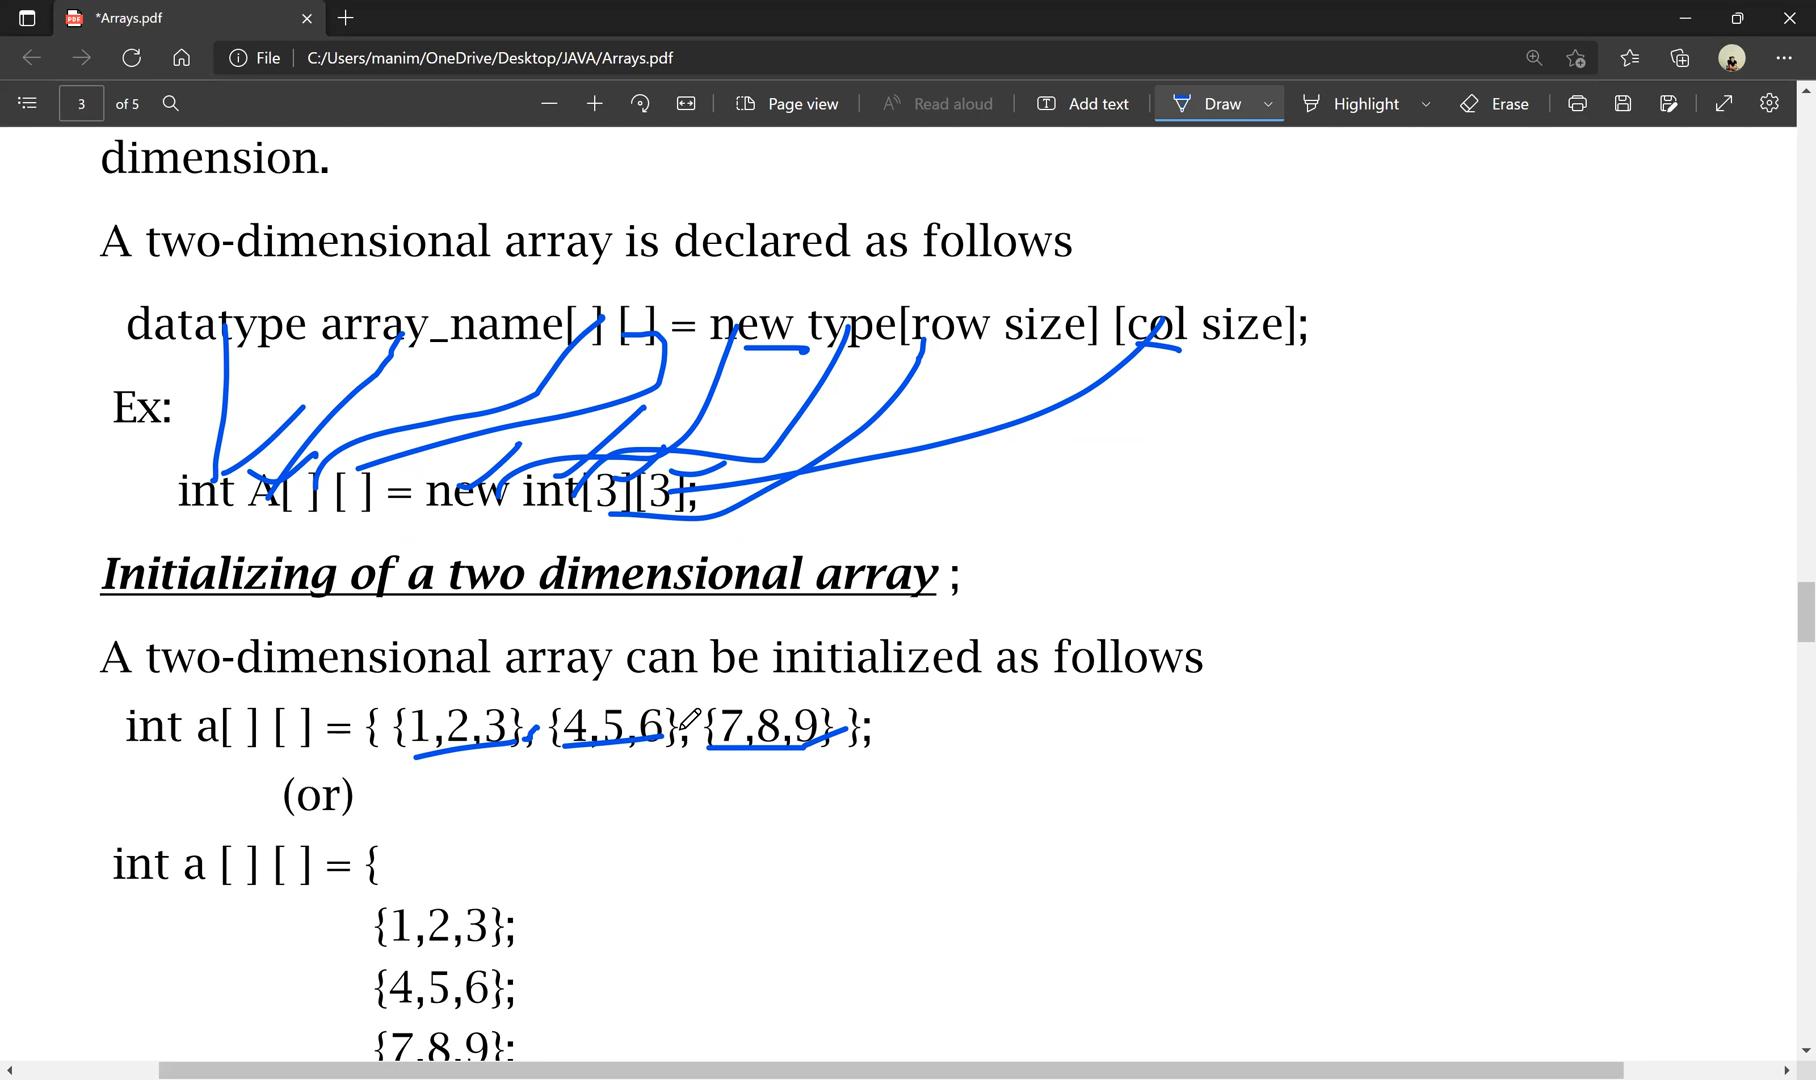 *Arrays.pdf
File
C:/Users/manim/OneDrive/Desktop/JAVA/Arrays.pdf
3 of 5
Page view
Read aloud
Add text
Draw
Highlight
Erase
dimension.
A two-dimensional array is declared as follows
datatype array_name[ ] [ ] = new type[row size] [col size];
Ex:
int A[ ] [ ] = new int[3][3];
Initializing of a two dimensional array ;
A two-dimensional array can be initialized as follows
int a[ ] [ ] = { {1,2,3}, {4,5,6}; {7,8,9} };
(or)
int a [ ] [ ] = {
{1,2,3};
{4,5,6};
{7,8,9};